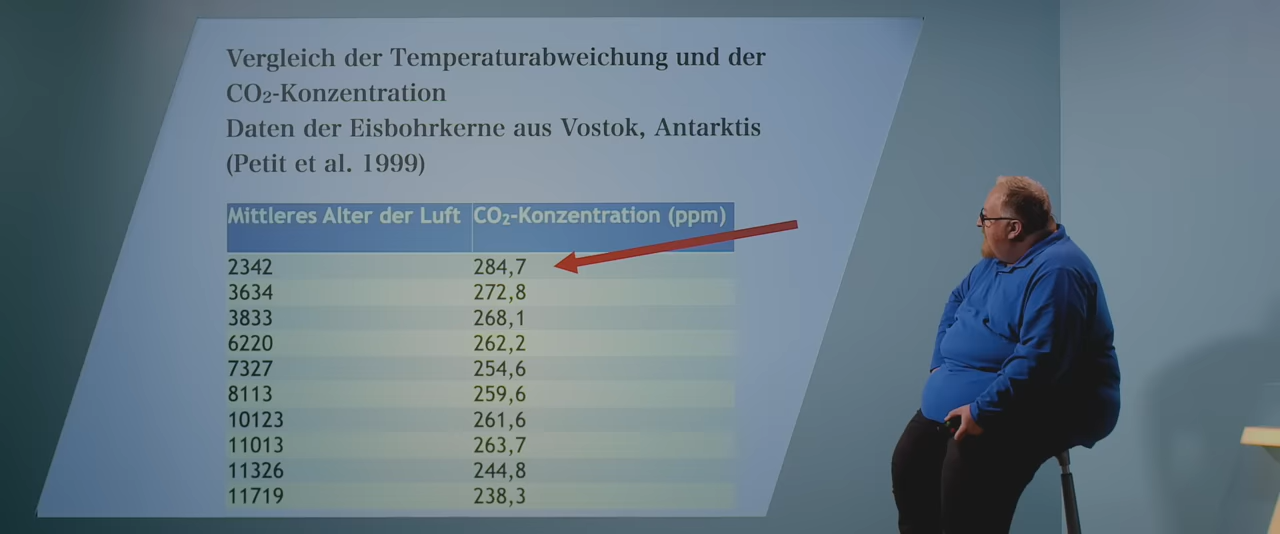 Vergleich der Temperaturabweichung und der
CO₂-Konzentration
Daten der Eisbohrkerne aus Vostok, Antarktis
(Petit et al. 1999)
Mittleres Alter der Luft CO₂-Konzentration (ppm)
2342 284,7
3634 272,8
3833 268,1
6220 262,2
7327 254,6
8113 259,6
10123 261,6
11013 263,7
11326 244,8
11719 238,3